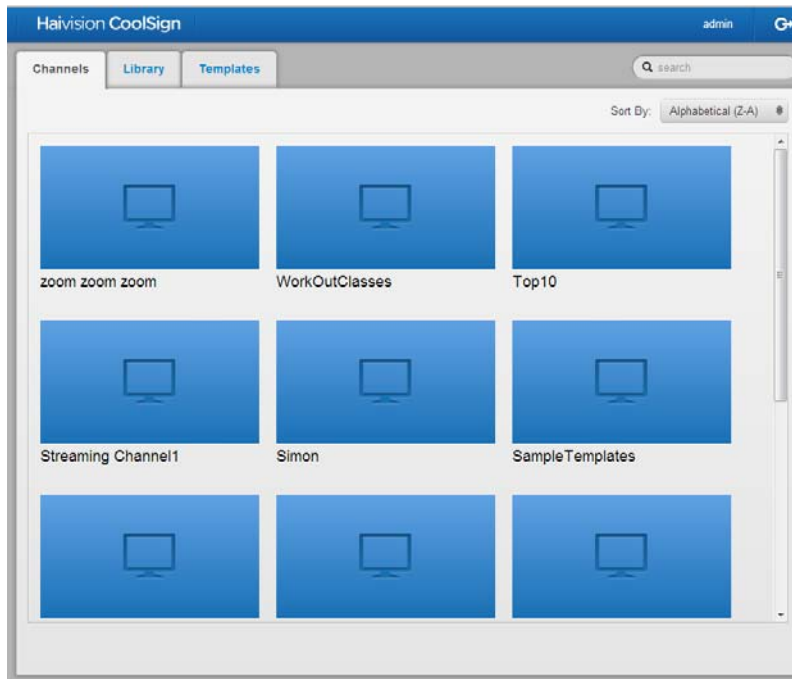 Haivision CoolSign
admin
Channels Library Templates
search
Sort By: Alphabetical (Z-A)
zoom zoom zoom WorkOutClasses Top10
Streaming Channel1 Simon SampleTemplates